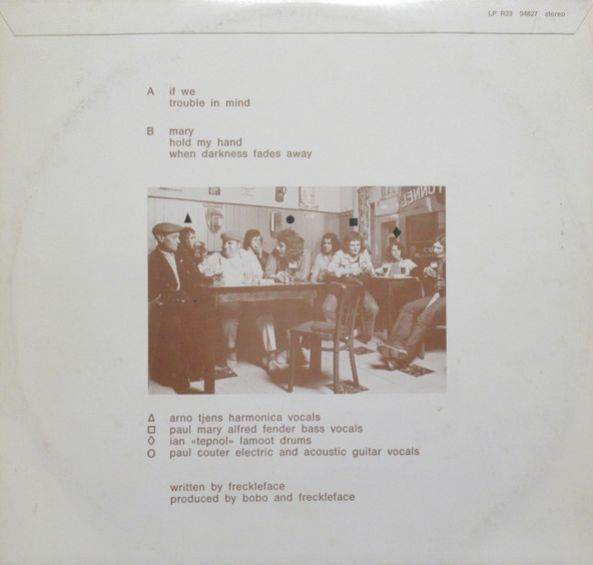 LP R33 34627 stereo
A if we
trouble in mind
B mary
hold my hand
when darkness fades away
TUNNEL
△ arno tjens harmonica vocals
□ paul mary alfred fender bass vocals
◇ ian «tepnol» lamoot drums
○ paul couter electric and acoustic guitar vocals
written by freckleface
produced by bobo and freckleface